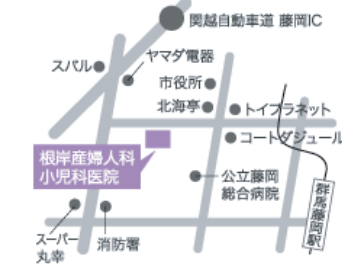 関越自動車道 藤岡IC
ヤマダ電器
スバル
市役所
北海亭
トイプラネット
コートダジュール
根岸産婦人科
小児科医院
公立藤岡
総合病院
群馬藤岡駅
スーパー
丸幸
消防署